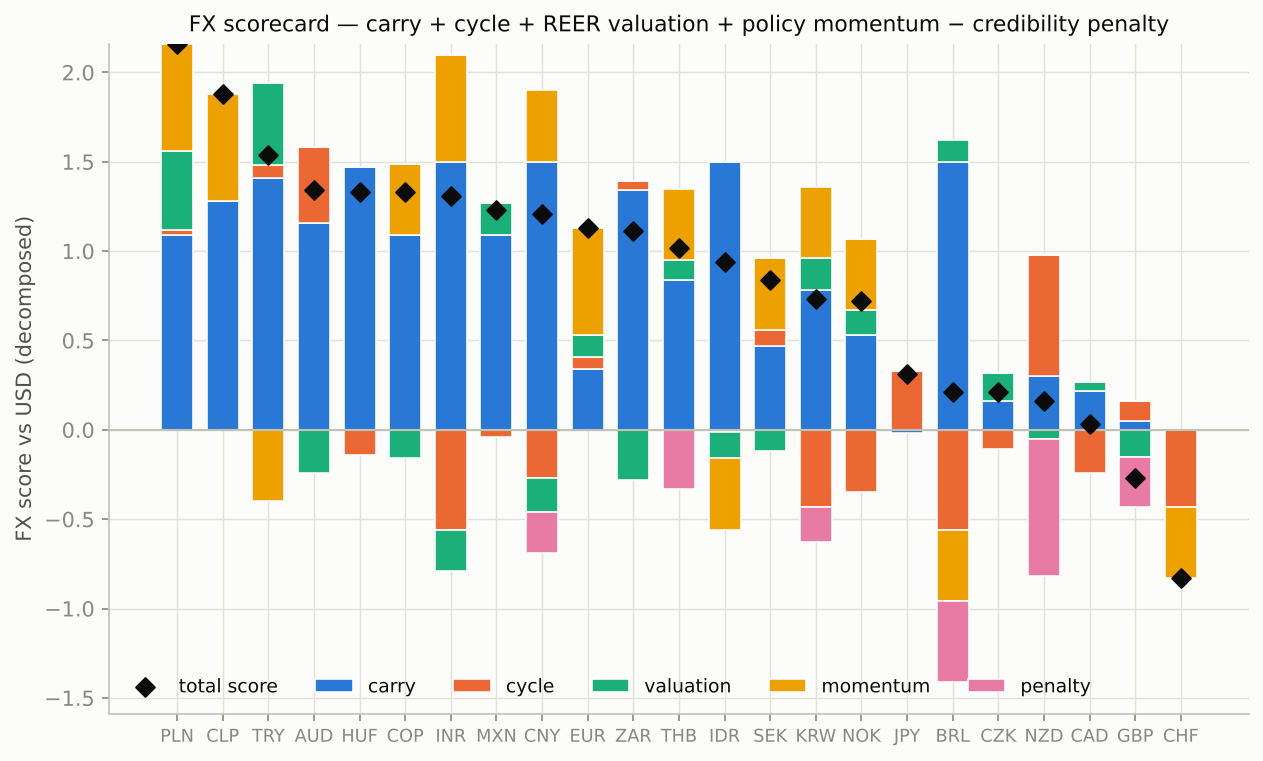 FX scorecard — carry + cycle + REER valuation + policy momentum − credibility penalty
FX score vs USD (decomposed)
2.0
1.5
1.0
0.5
0.0
−0.5
−1.0
−1.5
total score carry cycle valuation momentum penalty
PLN CLP TRY AUD HUF COP INR MXN CNY EUR ZAR THB IDR SEK KRW NOK JPY BRL CZK NZD CAD GBP CHF